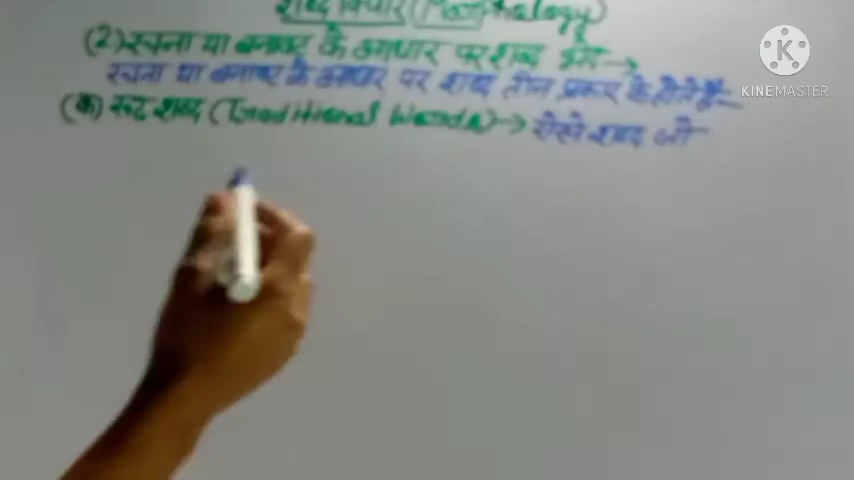 शब्द विचार (Morphology)
(2) रचना या बनावट के आधार पर शब्द भेद →
रचना या बनावट के आधार पर शब्द तीन प्रकार के होते है-
(क) रूढ शब्द (Traditional Words) → ऐसे शब्द जो
K
KINEMASTER